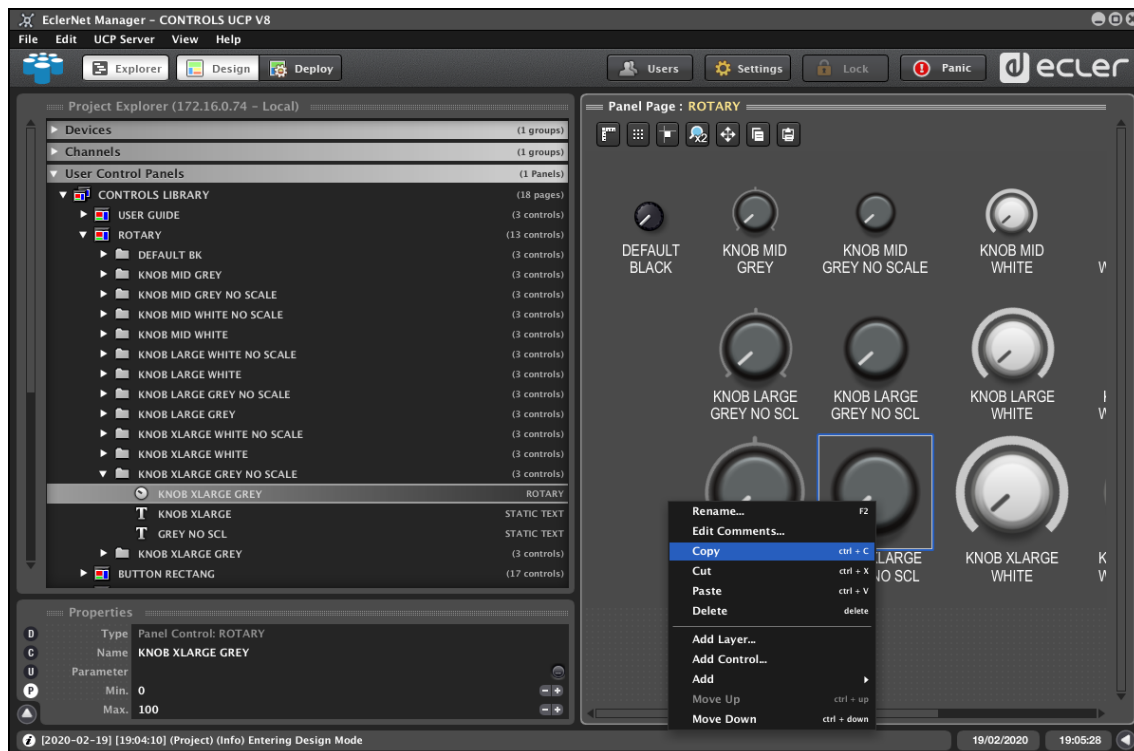 EclerNet Manager - CONTROLS UCP V8
File Edit UCP Server View Help
Explorer Design Deploy Users Settings Lock Panic ecler
Project Explorer (172.16.0.74 - Local)
Devices (1 groups)
Channels (1 groups)
User Control Panels (1 Panels)
CONTROLS LIBRARY (18 pages)
USER GUIDE (3 controls)
ROTARY (13 controls)
DEFAULT BK (3 controls)
KNOB MID GREY (3 controls)
KNOB MID GREY NO SCALE (3 controls)
KNOB MID WHITE NO SCALE (3 controls)
KNOB MID WHITE (3 controls)
KNOB LARGE WHITE NO SCALE (3 controls)
KNOB LARGE WHITE (3 controls)
KNOB LARGE GREY NO SCALE (3 controls)
KNOB LARGE GREY (3 controls)
KNOB XLARGE WHITE NO SCALE (3 controls)
KNOB XLARGE WHITE (3 controls)
KNOB XLARGE GREY NO SCALE (3 controls)
KNOB XLARGE GREY ROTARY
T KNOB XLARGE STATIC TEXT
T GREY NO SCL STATIC TEXT
KNOB XLARGE GREY (3 controls)
BUTTON RECTANG (17 controls)
Properties
D Type Panel Control: ROTARY
C Name KNOB XLARGE GREY
U Parameter
P Min. 0
Max. 100
Panel Page : ROTARY
x2
DEFAULT BLACK
KNOB MID GREY
KNOB MID GREY NO SCALE
KNOB MID WHITE
KNOB LARGE GREY NO SCL
KNOB LARGE GREY NO SCL
KNOB LARGE WHITE
LARGE
NO SCL
KNOB XLARGE WHITE
Rename... F2
Edit Comments...
Copy ctrl + C
Cut ctrl + X
Paste ctrl + V
Delete delete
Add Layer...
Add Control...
Add
Move Up ctrl + up
Move Down ctrl + down
[2020-02-19] [19:04:10] (Project) (Info) Entering Design Mode 19/02/2020 19:05:28